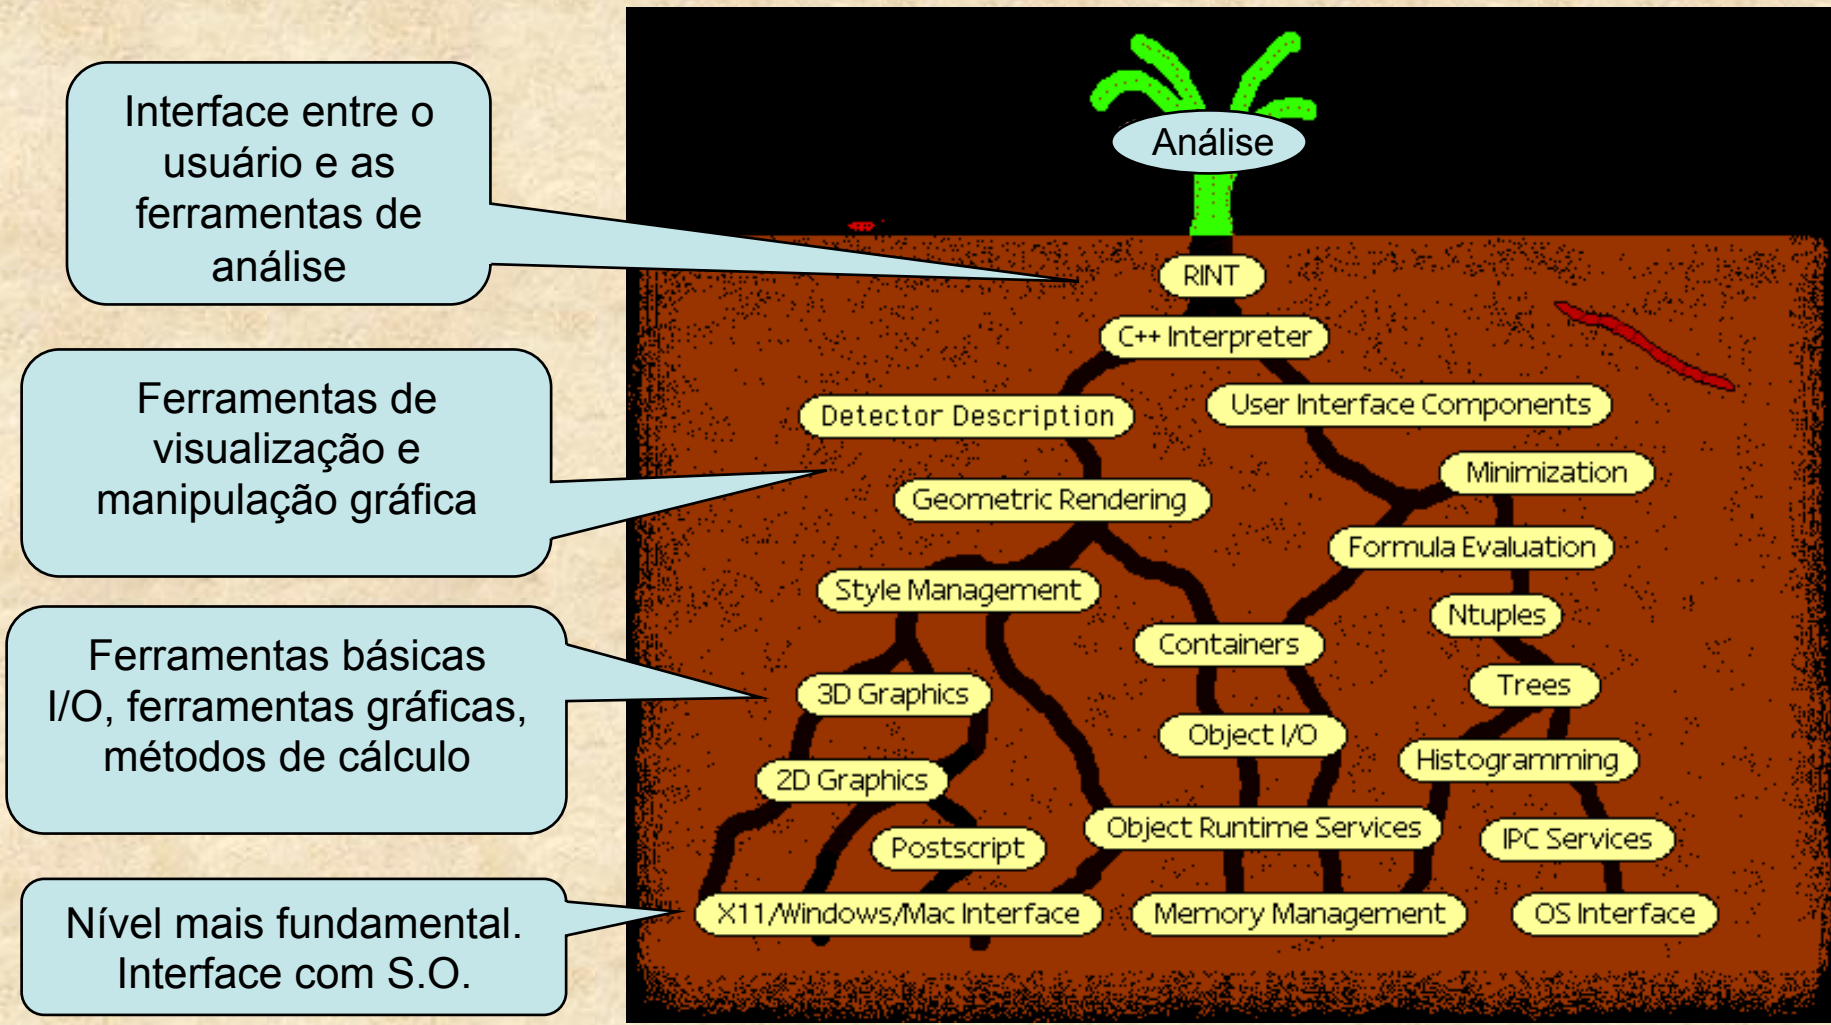 Interface entre o
usuário e as
ferramentas de
análise
Ferramentas de
visualização e
manipulação gráfica
Ferramentas básicas
I/O, ferramentas gráficas,
métodos de cálculo
Nível mais fundamental.
Interface com S.O.
Análise
RINT
C++ Interpreter
Detector Description
User Interface Components
Minimization
Geometric Rendering
Formula Evaluation
Style Management
Ntuples
Containers
3D Graphics
Trees
Object I/O
Histogramming
2D Graphics
Object Runtime Services
Postscript
IPC Services
X11/Windows/Mac Interface
Memory Management
OS Interface